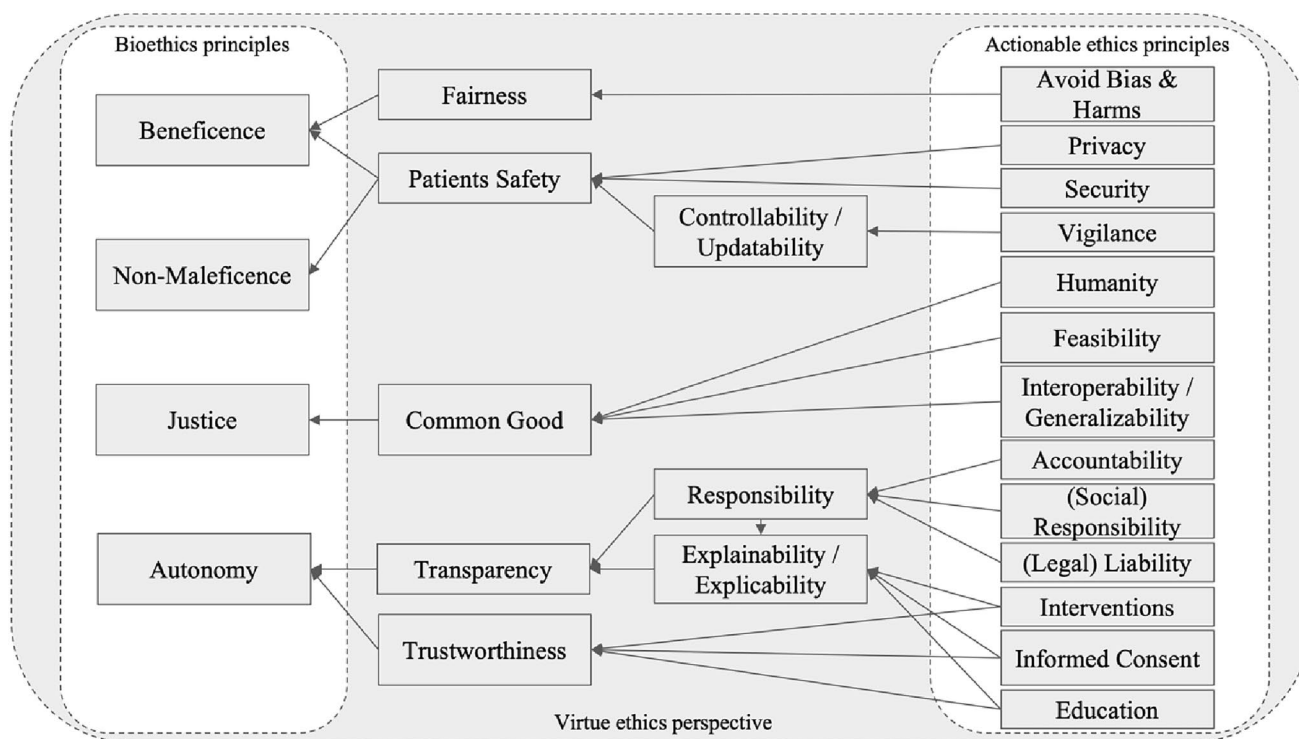 Bioethics principles
Beneficence
Non-Maleficence
Justice
Autonomy
Fairness
Patients Safety
Common Good
Transparency
Trustworthiness
Controllability /
Updatability
Responsibility
Explainability /
Explicability
Actionable ethics principles
Avoid Bias &
Harms
Privacy
Security
Vigilance
Humanity
Feasibility
Interoperability /
Generalizability
Accountability
(Social)
Responsibility
(Legal) Liability
Interventions
Informed Consent
Education
Virtue ethics perspective